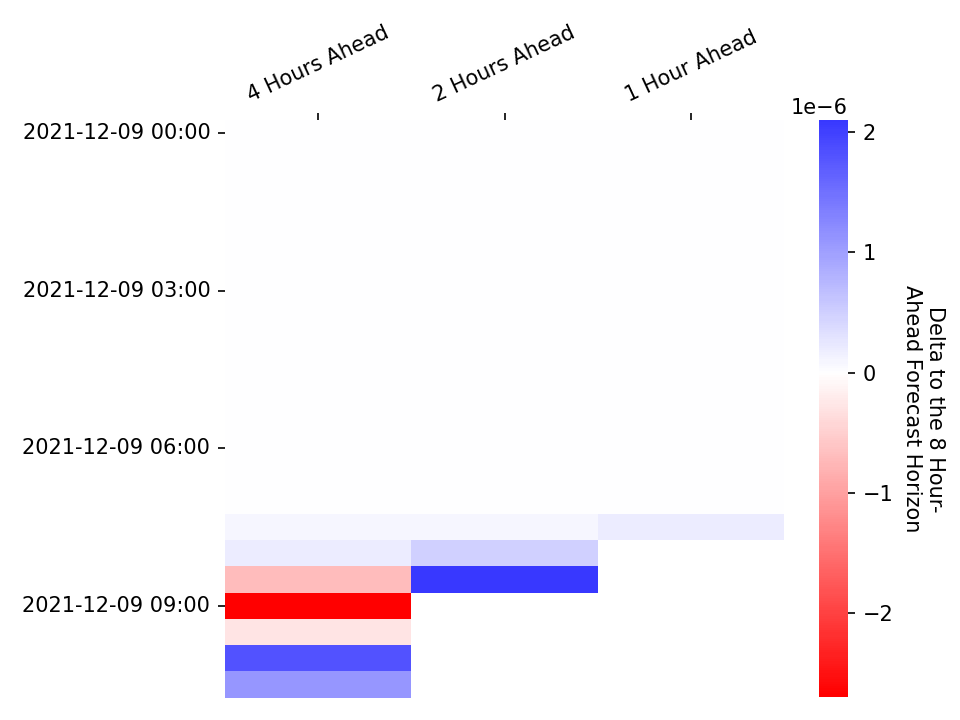 4 Hours Ahead
2 Hours Ahead
1 Hour Ahead
1e−6
2021-12-09 00:00
2021-12-09 03:00
2021-12-09 06:00
2021-12-09 09:00
2
1
0
−1
−2
Delta to the 8 Hour-
Ahead Forecast Horizon